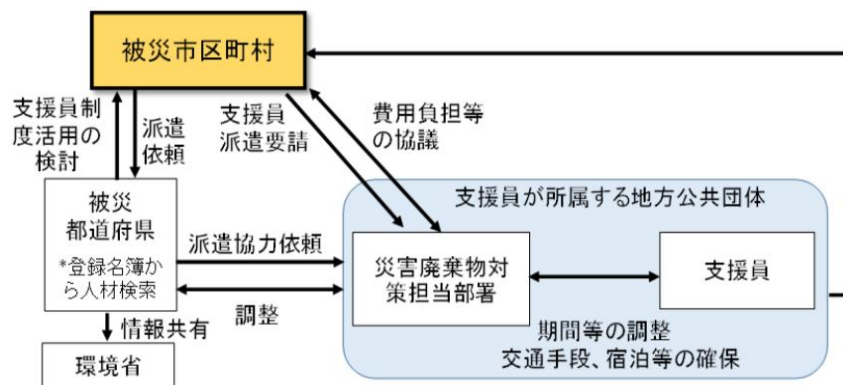 被災市区町村
支援員制
度活用の
検討
派遣
依頼
支援員
派遣要請
費用負担等
の協議
被災
都道府県
*登録名簿か
ら人材検索
派遣協力依頼
調整
情報共有
環境省
支援員が所属する地方公共団体
災害廃棄物対
策担当部署
支援員
期間等の調整
交通手段、宿泊等の確保